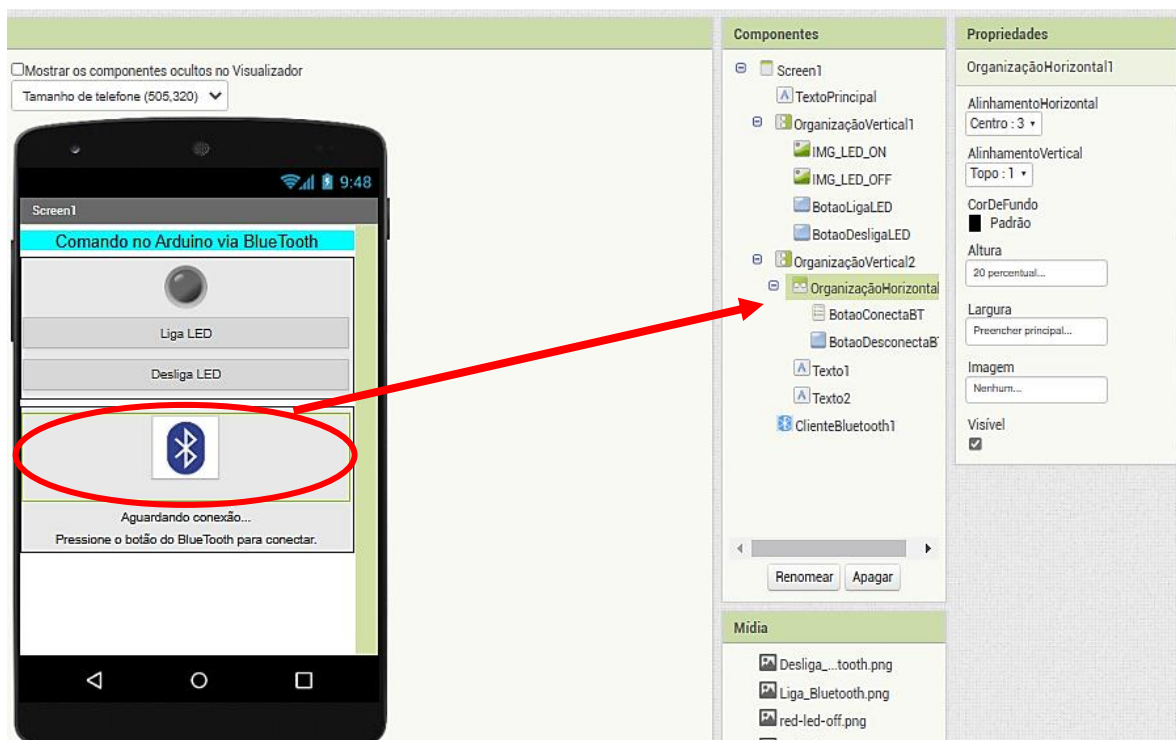 Mostrar os componentes ocultos no Visualizador
Tamanho de telefone (505,320)
9:48
Screen1
Comando no Arduino via BlueTooth
Liga LED
Desliga LED
Aguardando conexão...
Pressione o botão do BlueTooth para conectar.
Componentes
Screen1
TextoPrincipal
OrganizaçãoVertical1
IMG_LED_ON
IMG_LED_OFF
BotaoLigaLED
BotaoDesligaLED
OrganizaçãoVertical2
OrganizaçãoHorizontal
BotaoConectaBT
BotaoDesconectaB
Texto1
Texto2
ClienteBluetooth1
Renomear Apagar
Mídia
Desliga_...tooth.png
Liga_Bluetooth.png
red-led-off.png
Propriedades
OrganizaçãoHorizontal1
AlinhamentoHorizontal
Centro : 3
AlinhamentoVertical
Topo : 1
CorDeFundo
Padrão
Altura
20 percentual...
Largura
Preencher principal...
Imagem
Nenhum...
Visível